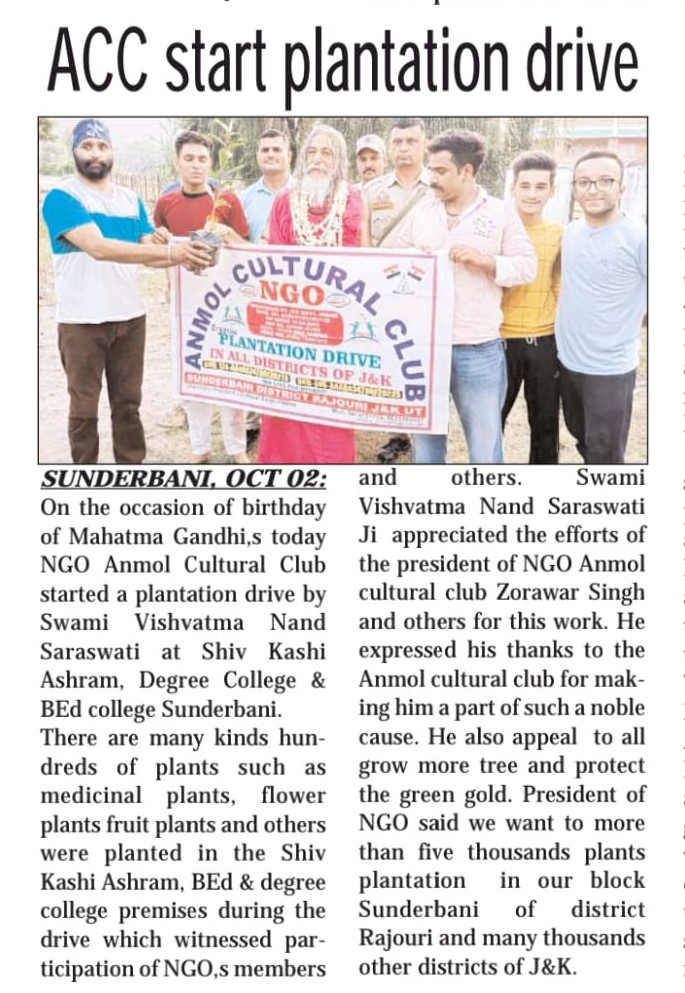 ACC start plantation drive
ANMOL CULTURAL CLUB
NGO
PLANTATION DRIVE
IN ALL DISTRICTS OF J&K
SUNDERBANI DISTRICT RAJOURI J&K UT
SUNDERBANI, OCT 02:
On the occasion of birthday
of Mahatma Gandhi,s today
NGO Anmol Cultural Club
started a plantation drive by
Swami Vishvatma Nand
Saraswati at Shiv Kashi
Ashram, Degree College &
BEd college Sunderbani.
There are many kinds hun-
dreds of plants such as
medicinal plants, flower
plants fruit plants and others
were planted in the Shiv
Kashi Ashram, BEd & degree
college premises during the
drive which witnessed par-
ticipation of NGO,s members
and others. Swami
Vishvatma Nand Saraswati
Ji appreciated the efforts of
the president of NGO Anmol
cultural club Zorawar Singh
and others for this work. He
expressed his thanks to the
Anmol cultural club for mak-
ing him a part of such a noble
cause. He also appeal to all
grow more tree and protect
the green gold. President of
NGO said we want to more
than five thousands plants
plantation in our block
Sunderbani of district
Rajouri and many thousands
other districts of J&K.